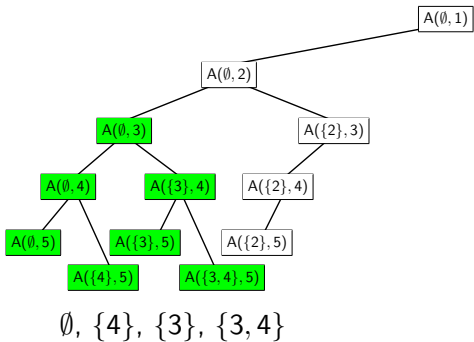 A(∅, 1)
A(∅, 2)
A(∅, 3)
A({2}, 3)
A(∅, 4)
A({3}, 4)
A({2}, 4)
A(∅, 5)
A({3}, 5)
A({2}, 5)
A({4}, 5)
A({3, 4}, 5)
∅, {4}, {3}, {3, 4}